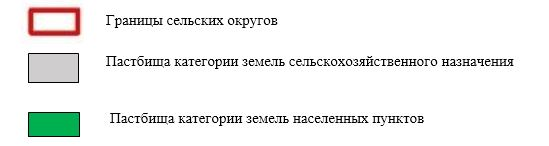 Границы сельских округов
Пастбища категории земель сельскохозяйственного назначения
Пастбища категории земель населенных пунктов